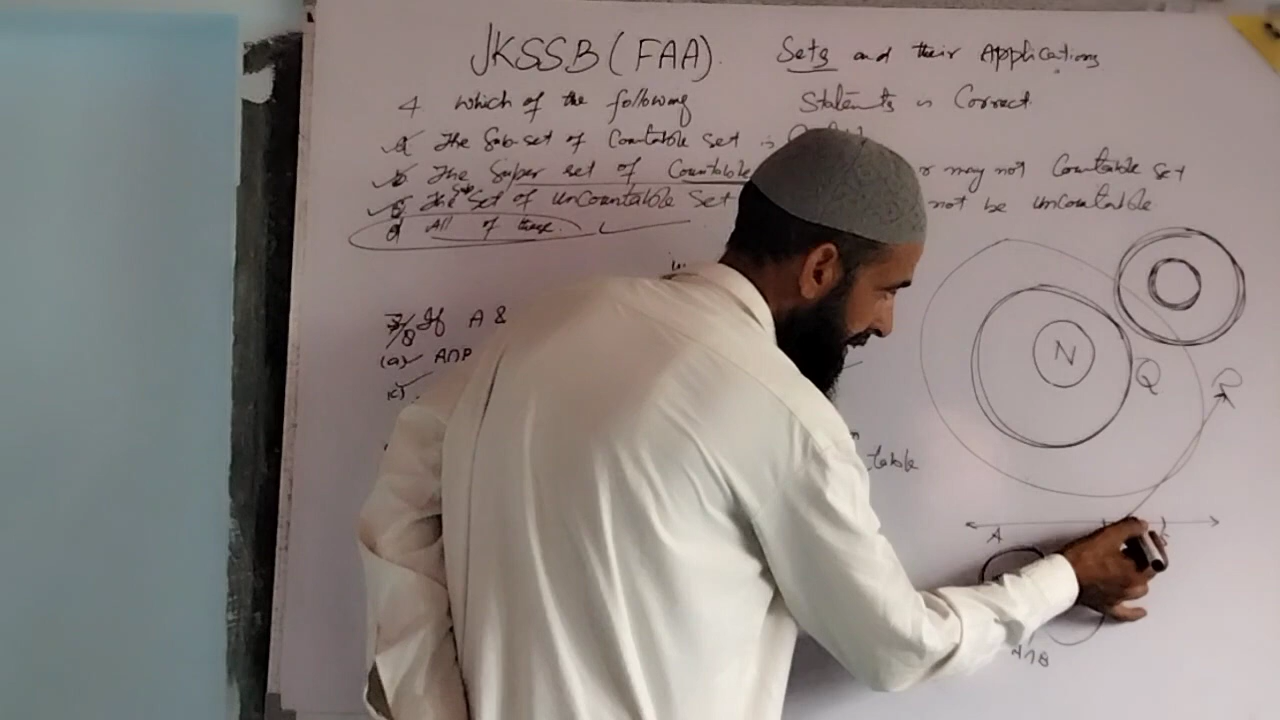 JKSSB (FAA).
Sets and their Applications
4 which of the following Statents is Correct.
a The Sub-set of Countable set is
b The Super set of Countable or may not Countable set
c The Sub set of uncountable Set not be uncountable
d All of these.
If A &
(a) A∩B
(c)
N
Q
R
table
A
A∩B